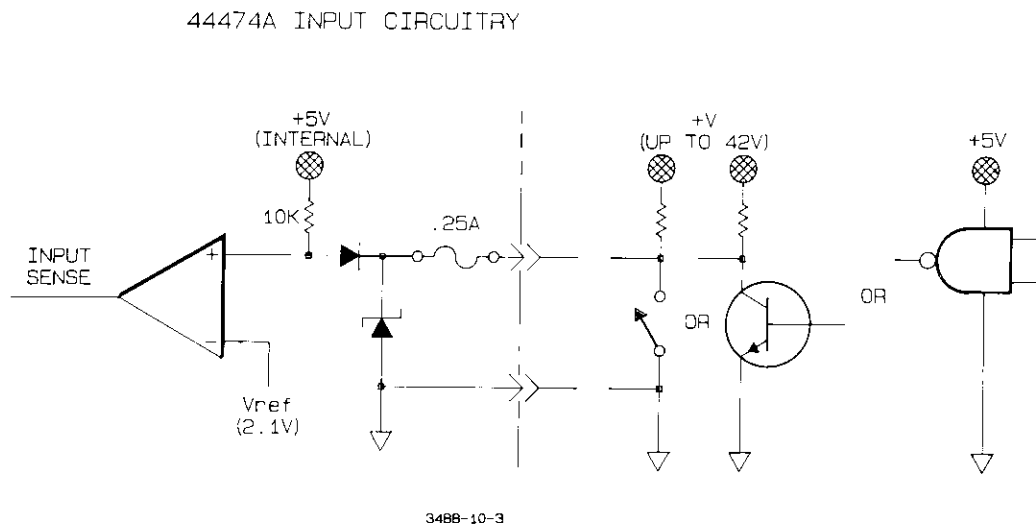 44474A INPUT CIRCUITRY
+5V
(INTERNAL)
+V
(UP TO 42V)
+5V
10K
.25A
INPUT
SENSE
+
−
OR
OR
Vref
(2.1V)
3488-10-3